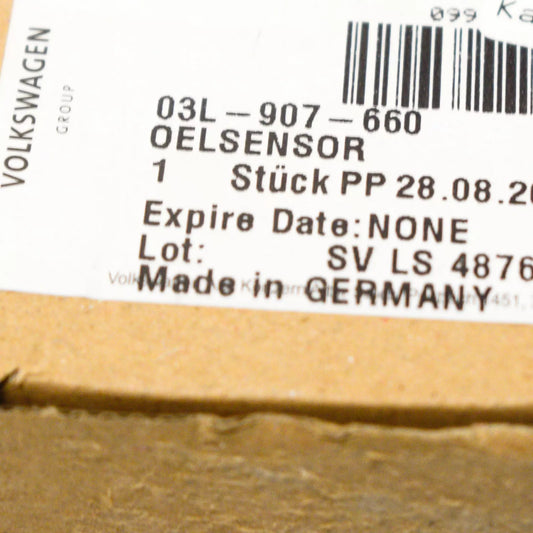 VOLKSWAGEN
GROUP
099 Ka
03L-907-660
OELSENSOR
1 Stück PP 28.08.20
Expire Date:NONE
Lot: SV LS 4876
Made in GERMANY